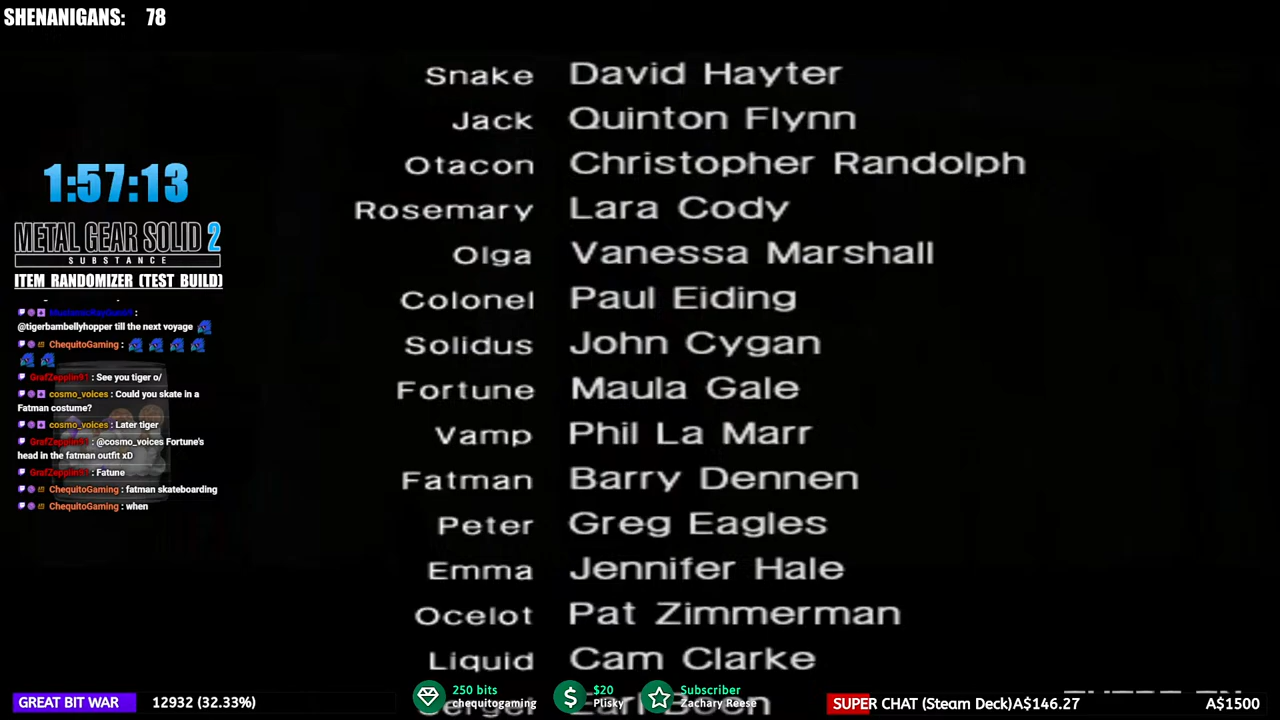 SHENANIGANS: 78
1:57:13
METAL GEAR SOLID 2
SUBSTANCE
ITEM RANDOMIZER (TEST BUILD)
@tigerbambellyhopper till the next voyage
ChequitoGaming :
GrafZepplin91 : See you tiger o/
cosmo_voices : Could you skate in a
Fatman costume?
cosmo_voices : Later tiger
GrafZepplin91 : @cosmo_voices Fortune's
head in the fatman outfit xD
GrafZepplin91 : Fatune
ChequitoGaming : fatman skateboarding
ChequitoGaming : when
Snake David Hayter
Jack Quinton Flynn
Otacon Christopher Randolph
Rosemary Lara Cody
Olga Vanessa Marshall
Colonel Paul Eiding
Solidus John Cygan
Fortune Maula Gale
Vamp Phil La Marr
Fatman Barry Dennen
Peter Greg Eagles
Emma Jennifer Hale
Ocelot Pat Zimmerman
Liquid Cam Clarke
GREAT BIT WAR 12932 (32.33%)
250 bits
chequitogaming
$20
Plisky
Subscriber
Zachary Reese
SUPER CHAT (Steam Deck) A$146.27 A$1500